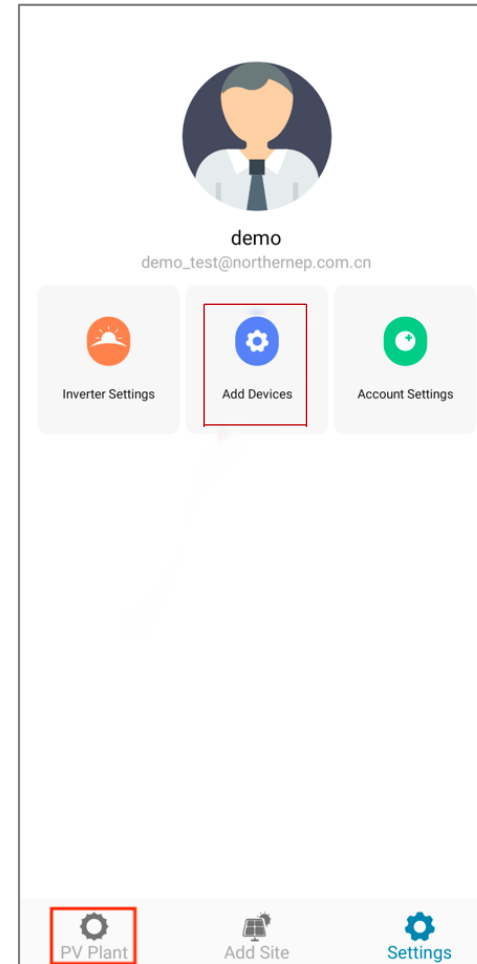 demo
demo_test@northernep.com.cn
Inverter Settings
Add Devices
Account Settings
PV Plant
Add Site
Settings